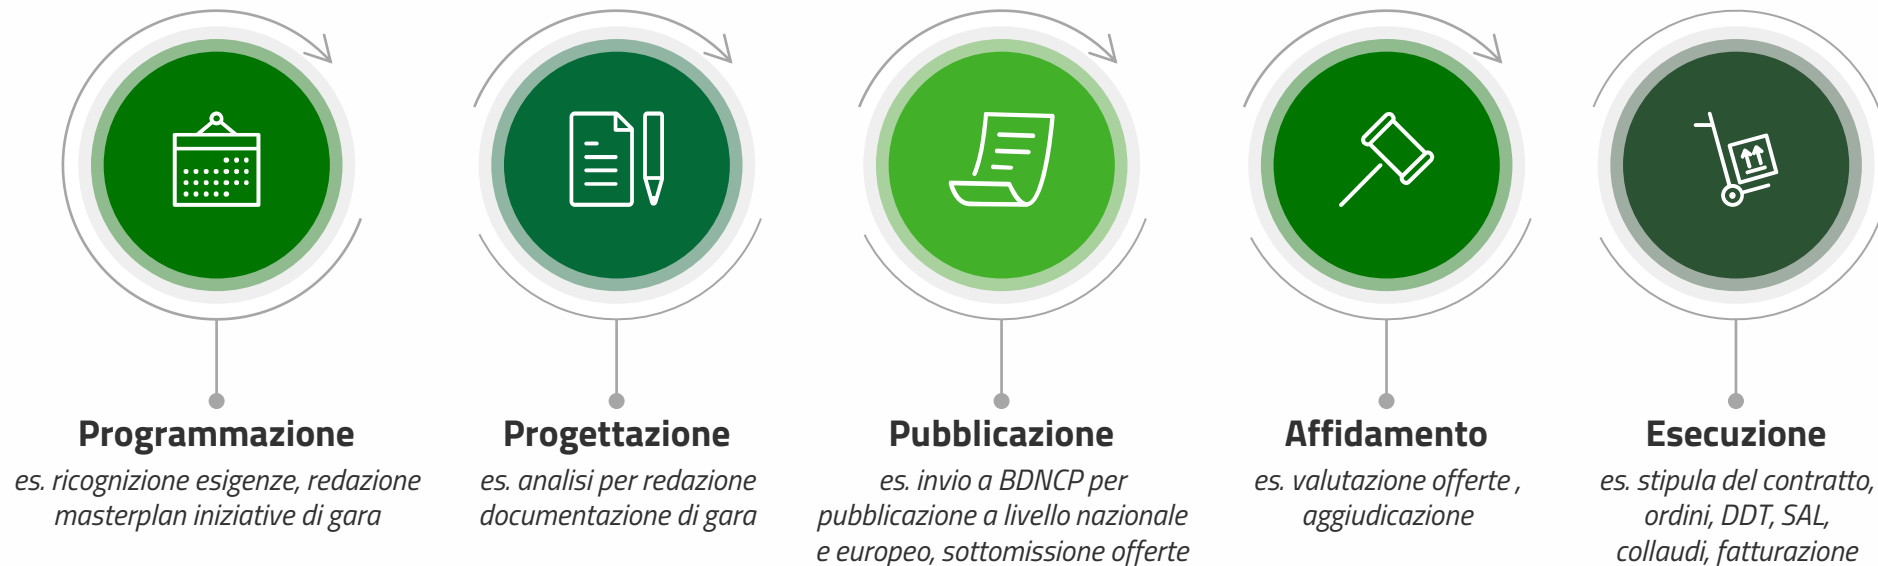 Programmazione
es. ricognizione esigenze, redazione
masterplan iniziative di gara
Progettazione
es. analisi per redazione
documentazione di gara
Pubblicazione
es. invio a BDNCP per
pubblicazione a livello nazionale
e europeo, sottomissione offerte
Affidamento
es. valutazione offerte ,
aggiudicazione
Esecuzione
es. stipula del contratto,
ordini, DDT, SAL,
collaudi, fatturazione